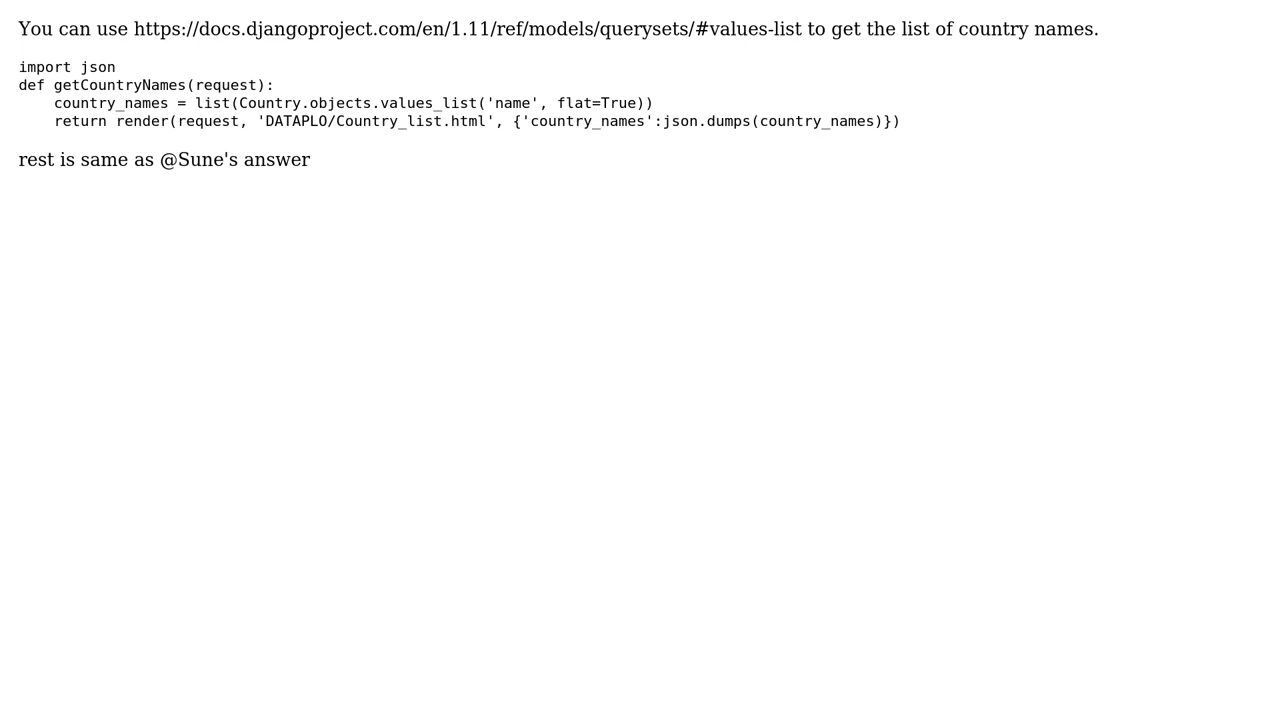 You can use https://docs.djangoproject.com/en/1.11/ref/models/querysets/#values-list to get the list of country names.
import json
def getCountryNames(request):
    country_names = list(Country.objects.values_list('name', flat=True))
    return render(request, 'DATAPLO/Country_list.html', {'country_names':json.dumps(country_names)})
rest is same as @Sune's answer